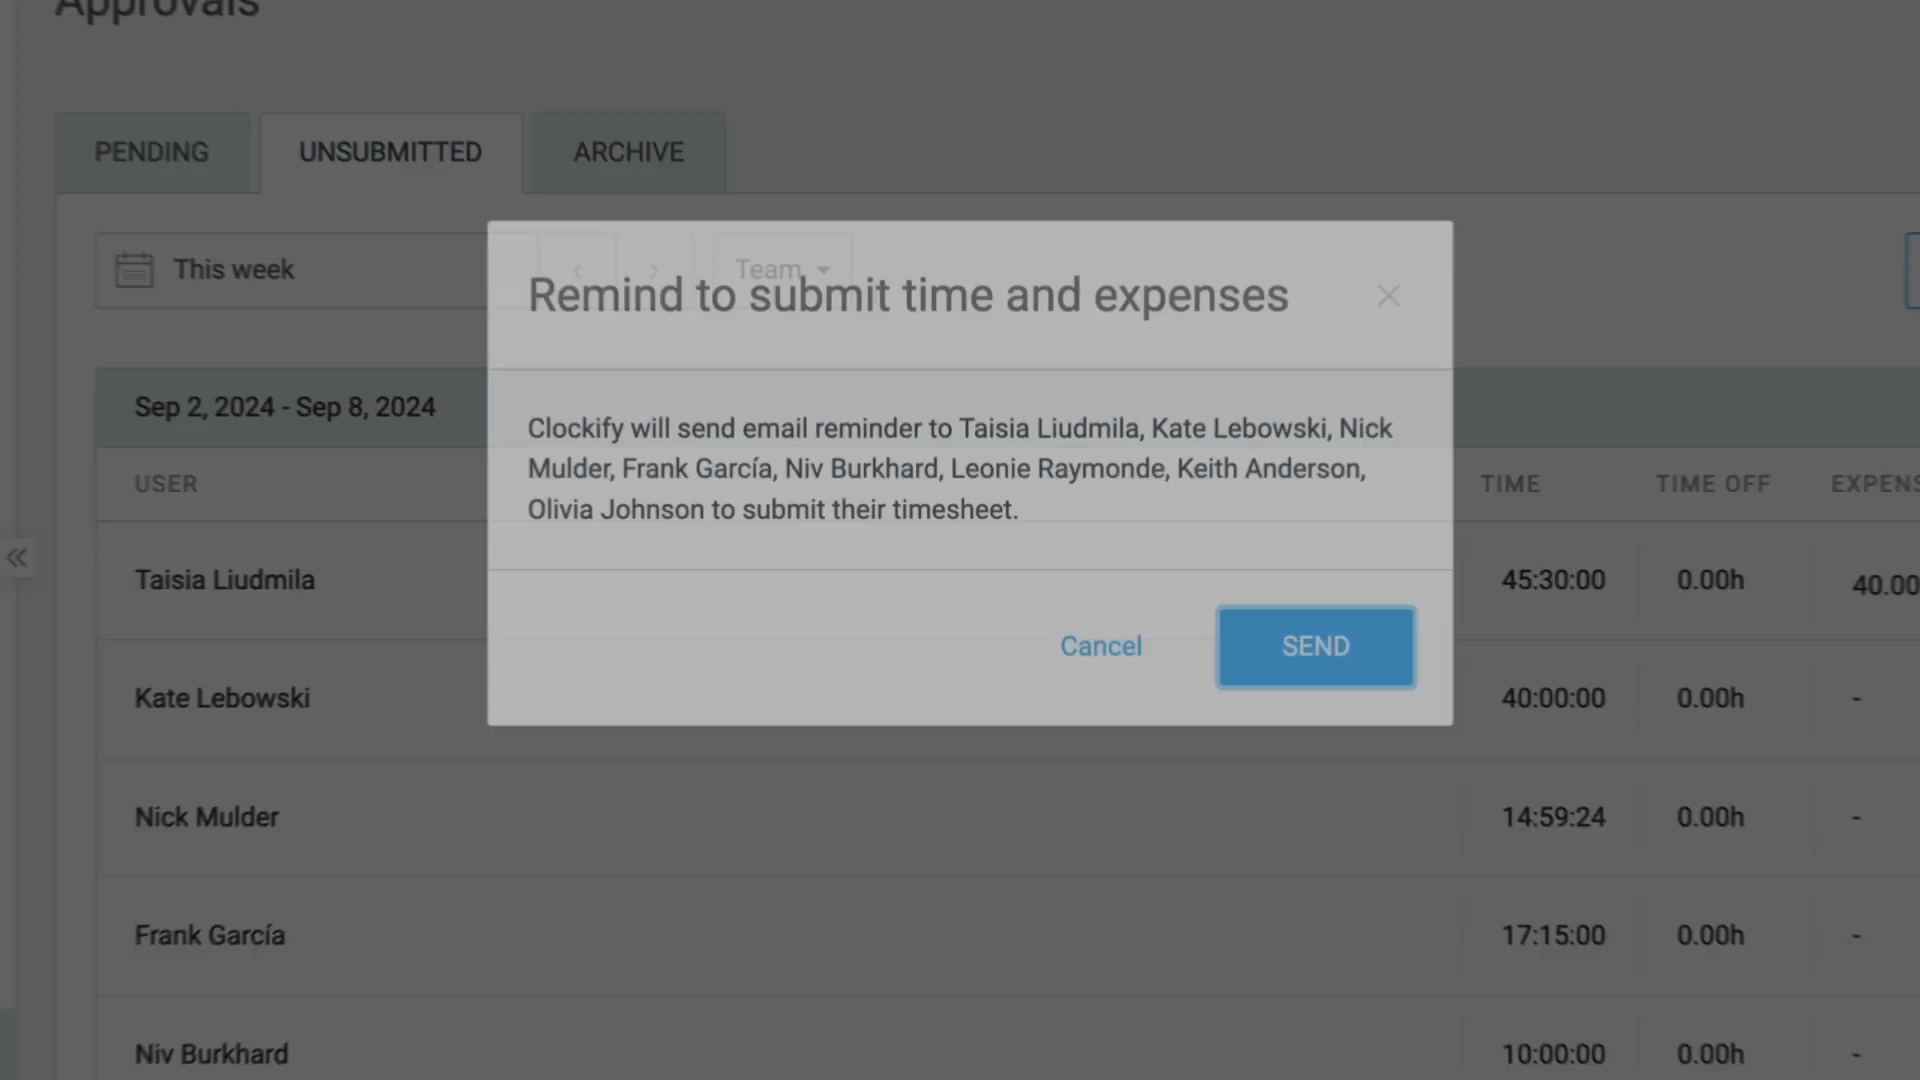 Approvals
PENDING
UNSUBMITTED
ARCHIVE
This week
Team
Remind to submit time and expenses
Sep 2, 2024 - Sep 8, 2024
Clockify will send email reminder to Taisia Liudmila, Kate Lebowski, Nick
Mulder, Frank García, Niv Burkhard, Leonie Raymonde, Keith Anderson,
Olivia Johnson to submit their timesheet.
USER TIME TIME OFF EXPENS
Taisia Liudmila 45:30:00 0.00h 40.00
Cancel SEND
Kate Lebowski 40:00:00 0.00h -
Nick Mulder 14:59:24 0.00h -
Frank García 17:15:00 0.00h -
Niv Burkhard 10:00:00 0.00h -